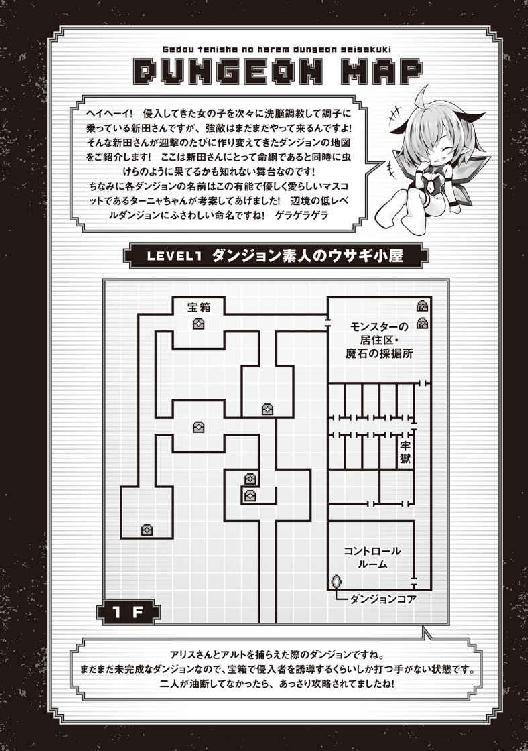 Gedou tenisha no harem dungeon seisakuki
DUNGEON MAP
ヘイヘーイ！　侵入してきた女の子を次々に洗脳調教して調子に
乗っている新田さんですが、強敵はまだまだやって来るんですよ！
そんな新田さんが迎撃のたびに作り変えてきたダンジョンの地図
をご紹介します！　ここは新田さんにとって命綱であると同時に虫
けらのように果てるかも知れない舞台なのです！
ちなみに各ダンジョンの名前はこの有能で優しく愛らしいマスコ
ットであるターニャちゃんが考案してあげました！　辺境の低レベ
ルダンジョンにふさわしい命名ですね！　ゲラゲラゲラ
LEVEL1 ダンジョン素人のウサギ小屋
宝箱
モンスターの
居住区・
魔石の採掘所
牢獄
コントロール
ルーム
ダンジョンコア
1F
アリスさんとアルトを捕らえた際のダンジョンですね。
まだまだ未完成なダンジョンなので、宝箱で侵入者を誘導するくらいしか打つ手がない状態です。
二人が油断してなかったら、あっさり攻略されてましたね！